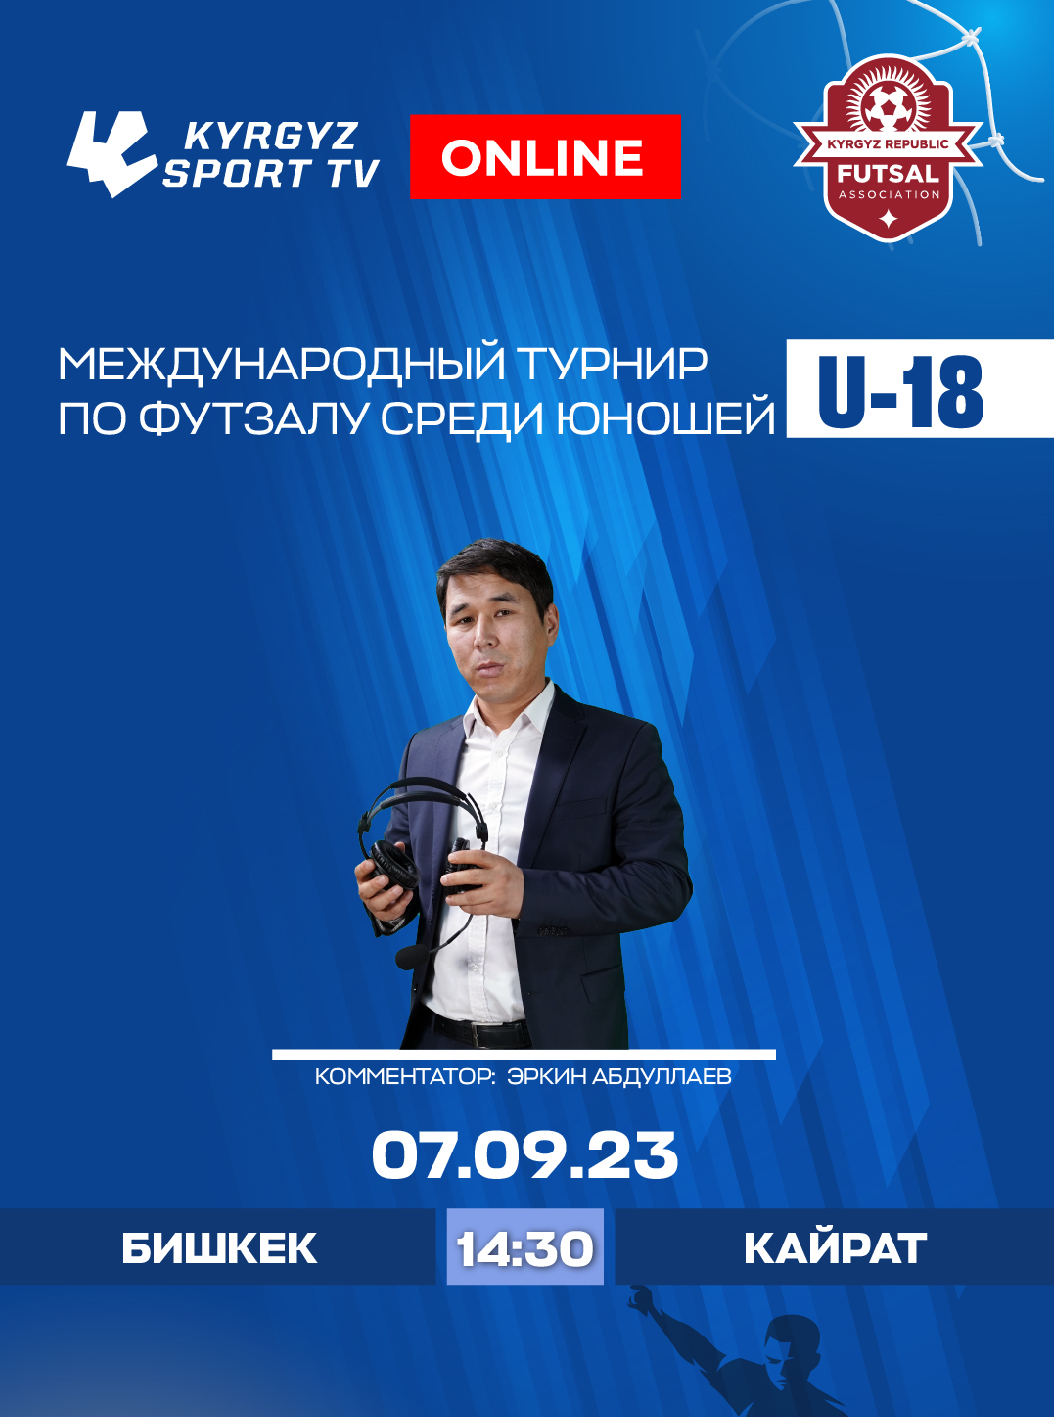 KYRGYZ
SPORT TV
ONLINE
KYRGYZ REPUBLIC
FUTSAL
ASSOCIATION
МЕЖДУНАРОДНЫЙ ТУРНИР
ПО ФУТЗАЛУ СРЕДИ ЮНОШЕЙ
U-18
КОММЕНТАТОР: ЭРКИН АБДУЛЛАЕВ
07.09.23
БИШКЕК
14:30
КАЙРАТ